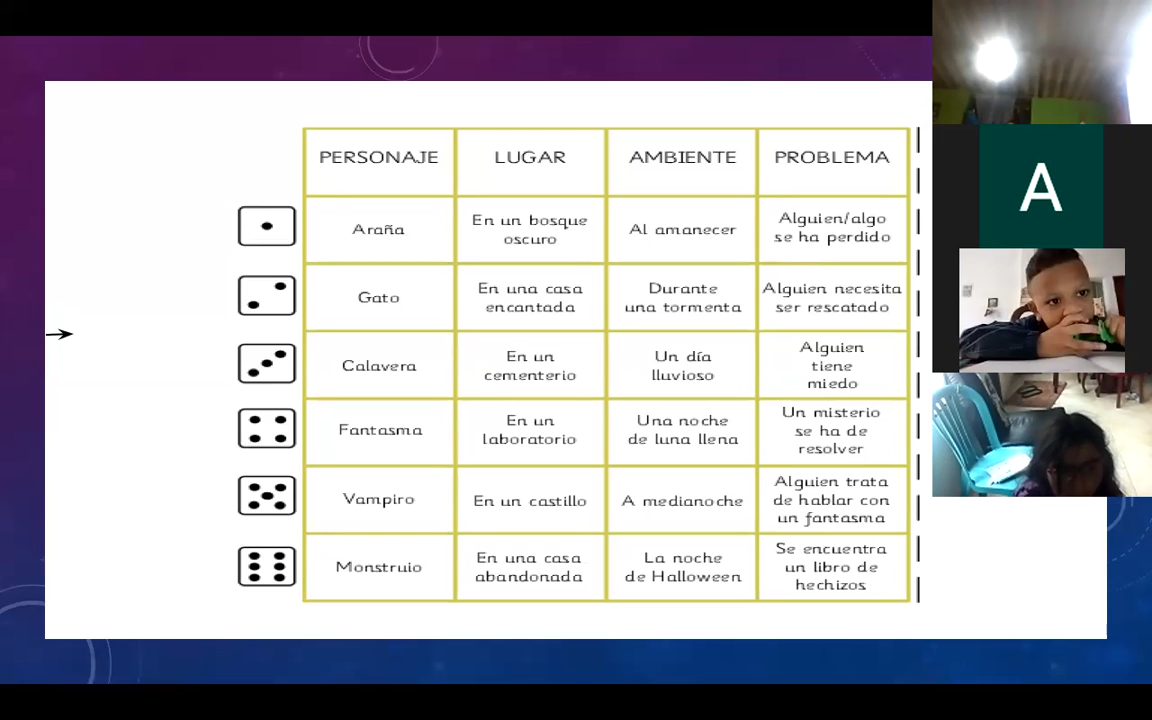 PERSONAJE LUGAR AMBIENTE PROBLEMA
Araña
En un bosque
oscuro
Al amanecer
Alguien/algo
se ha perdido
Gato
En una casa
encantada
Durante
una tormenta
Alguien necesita
ser rescatado
Calavera
En un
cementerio
Un día
lluvioso
Alguien
tiene
miedo
Fantasma
En un
laboratorio
Una noche
de luna llena
Un misterio
se ha de
resolver
Vampiro
En un castillo
A medianoche
Alguien trata
de hablar con
un fantasma
Monstruio
En una casa
abandonada
La noche
de Halloween
Se encuentra
un libro de
hechizos
A